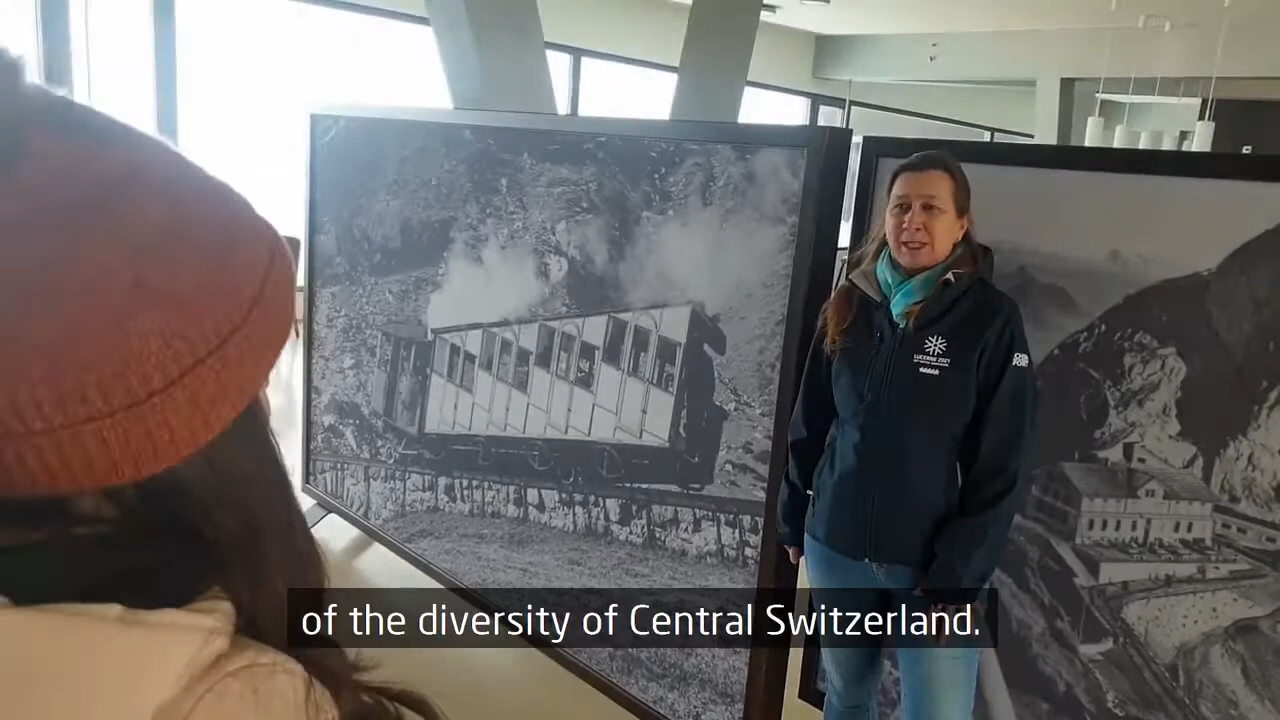 LUCERNE 2021
of the diversity of Central Switzerland.